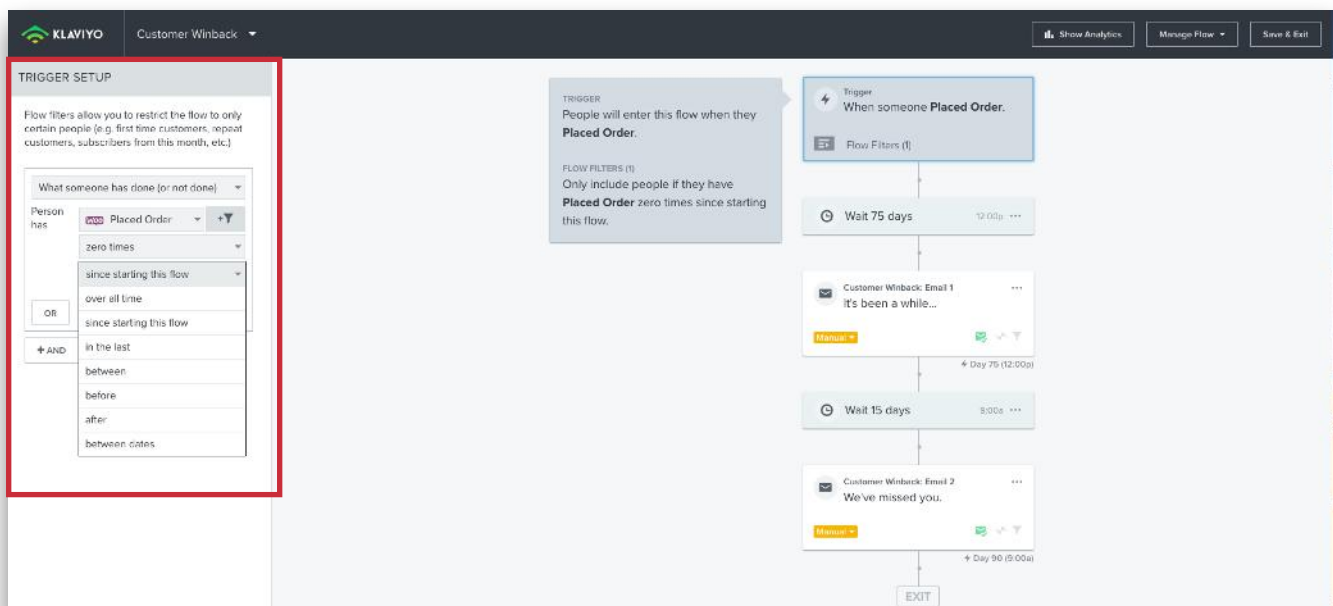 KLAVIYO
Customer Winback
Show Analytics
Manage Flow
Save & Exit
TRIGGER SETUP
Flow filters allow you to restrict the flow to only
certain people (e.g. first time customers, repeat
customers, subscribers from this month, etc.)
What someone has done (or not done)
Person
has
Woo Placed Order
zero times
since starting this flow
over all time
since starting this flow
in the last
between
before
after
between dates
OR
+ AND
TRIGGER
People will enter this flow when they
Placed Order.
FLOW FILTERS (1)
Only include people if they have
Placed Order zero times since starting
this flow.
Trigger
When someone Placed Order.
Flow Filters (1)
Wait 75 days
12:00p
Customer Winback: Email 1
It's been a while...
Manual
Day 75 (12:00p)
Wait 15 days
9:00a
Customer Winback: Email 2
We've missed you.
Manual
Day 90 (9:00a)
EXIT